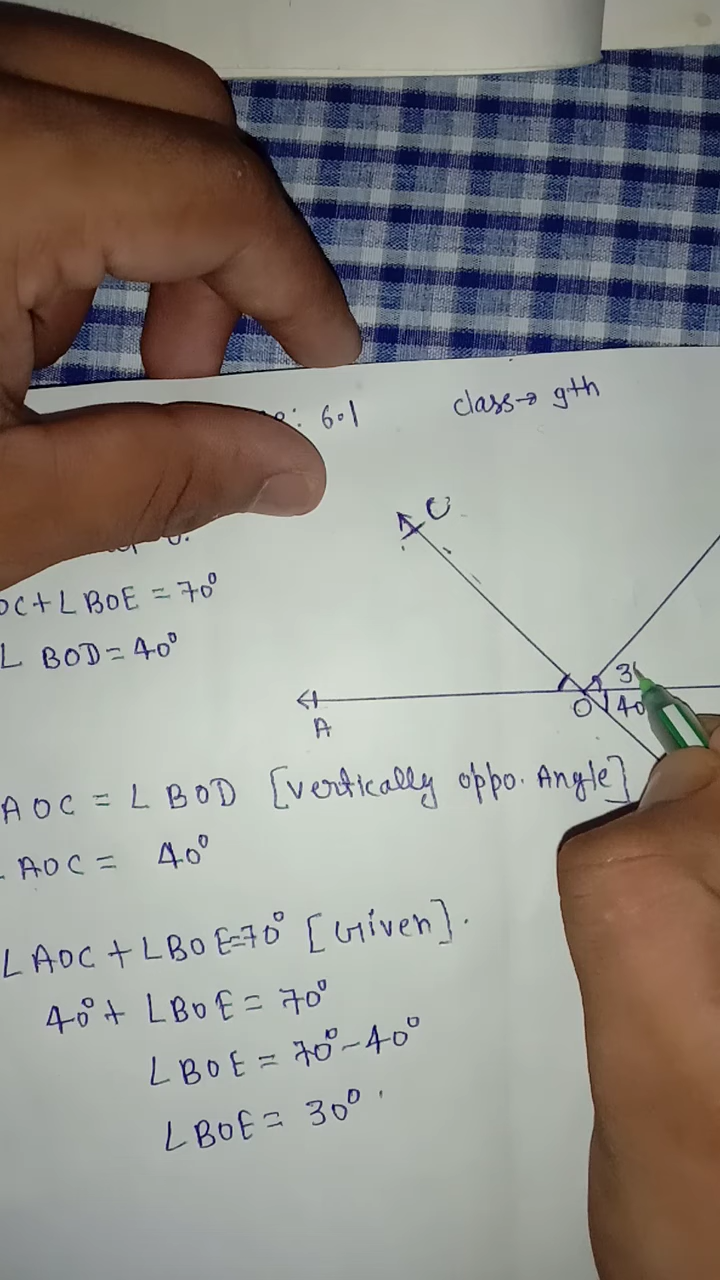 : 6.1 class→ 9th
C
OC+∠BOE = 70°
∠ BOD = 40°
A
O
40
AOC = ∠ BOD [vertically oppo. Angle]
∠AOC = 40°
∠AOC + ∠BOE=70° [Given].
40° + ∠BOE = 70°
∠BOE = 70° - 40°
∠BOE = 30°